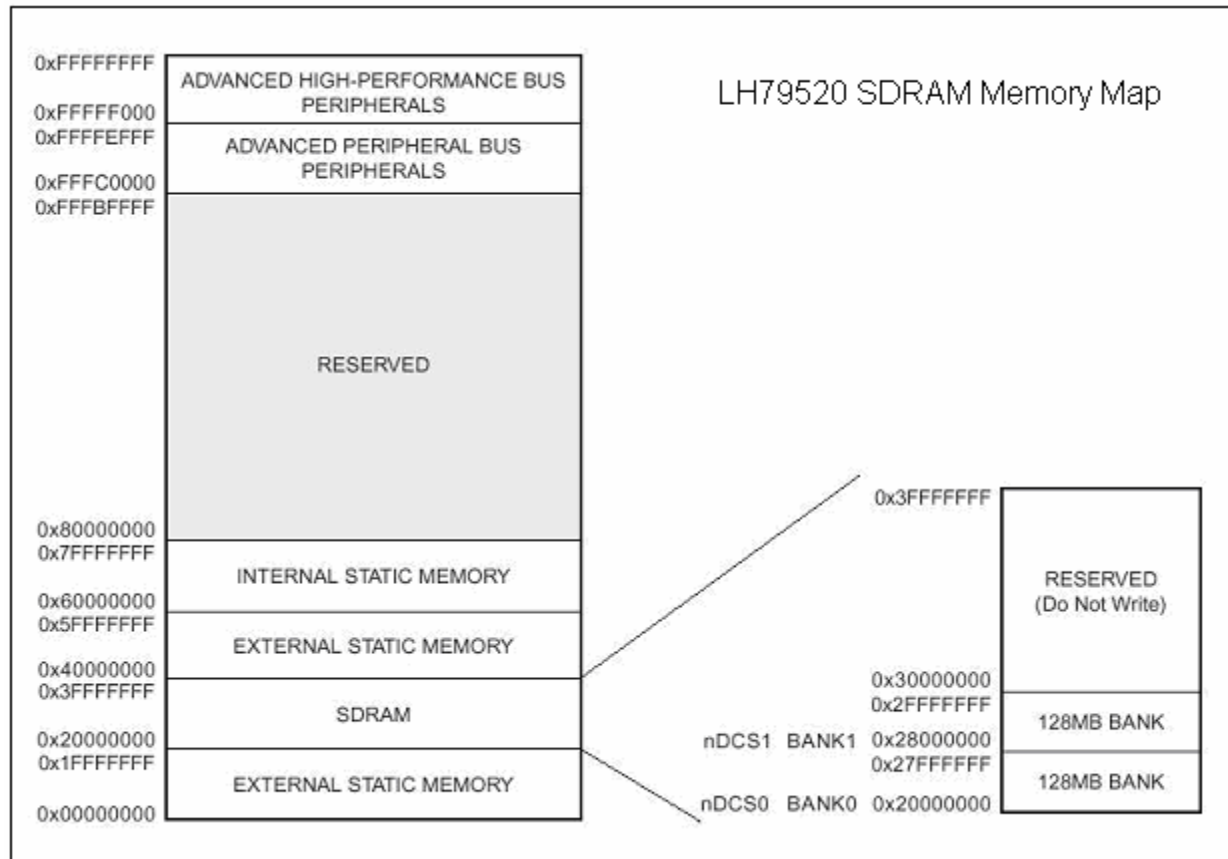 LH79520 SDRAM Memory Map
0xFFFFFFFF
ADVANCED HIGH-PERFORMANCE BUS
PERIPHERALS
0xFFFFF000
0xFFFFEFFF
ADVANCED PERIPHERAL BUS
PERIPHERALS
0xFFFC0000
0xFFFBFFFF
RESERVED
0x80000000
0x7FFFFFFF
INTERNAL STATIC MEMORY
0x60000000
0x5FFFFFFF
EXTERNAL STATIC MEMORY
0x40000000
0x3FFFFFFF
SDRAM
0x20000000
0x1FFFFFFF
EXTERNAL STATIC MEMORY
0x00000000
0x3FFFFFFF
RESERVED
(Do Not Write)
0x30000000
0x2FFFFFFF
128MB BANK
nDCS1 BANK1 0x28000000
0x27FFFFFF
128MB BANK
nDCS0 BANK0 0x20000000